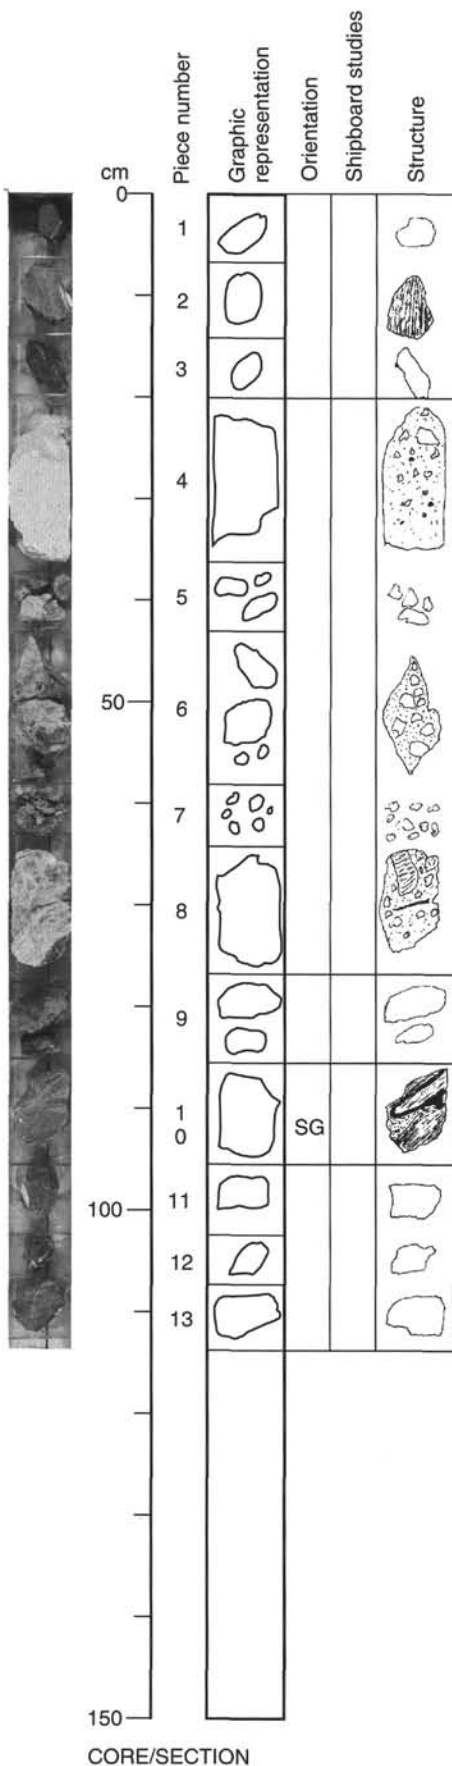 cm
Piece number
Graphic
representation
Orientation
Shipboard studies
Structure
0
1
2
3
4
5
50
6
7
8
9
1
0
SG
100
11
12
13
150
CORE/SECTION